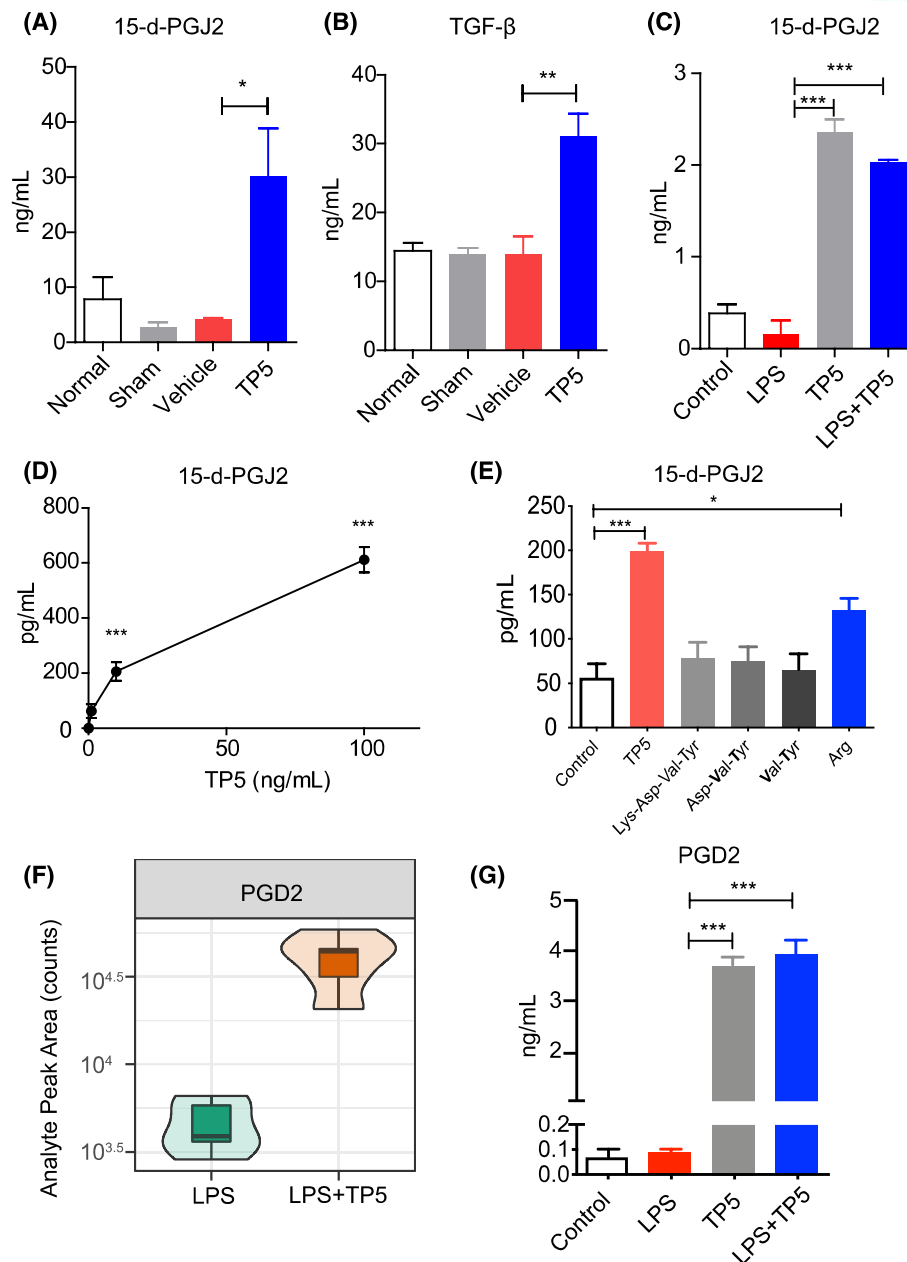 (A)
15-d-PGJ2
ng/mL
50
40
30
20
10
0
*
Normal
Sham
Vehicle
TP5
(B)
TGF-β
ng/mL
40
30
20
10
0
**
Normal
Sham
Vehicle
TP5
(C)
15-d-PGJ2
ng/mL
3
2
1
0
***
***
Control
LPS
TP5
LPS+TP5
(D)
15-d-PGJ2
pg/mL
800
600
400
200
0
***
***
0
50
100
TP5 (ng/mL)
(E)
15-d-PGJ2
pg/mL
250
200
150
100
50
0
*
***
Control
TP5
Lys-Asp-Val-Tyr
Asp-Val-Tyr
Val-Tyr
Arg
(F)
PGD2
Analyte Peak Area (counts)
10^4.5
10^4
10^3.5
LPS
LPS+TP5
(G)
PGD2
ng/mL
5
4
3
2
0.2
0.1
0.0
***
***
Control
LPS
TP5
LPS+TP5